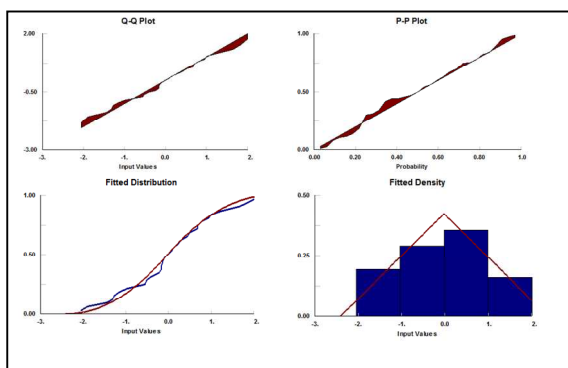 Q-Q Plot
2.00
-0.50
-3.00
-3. -2. -1. 0.0 1. 2.
Input Values
P-P Plot
1.00
0.50
0.00
0.00 0.20 0.40 0.60 0.80 1.0
Probability
Fitted Distribution
1.00
0.50
0.00
-3. -2. -1. 0.0 1. 2.
Input Values
Fitted Density
0.50
0.25
0.00
-3. -2. -1. 0.0 1. 2.
Input Values